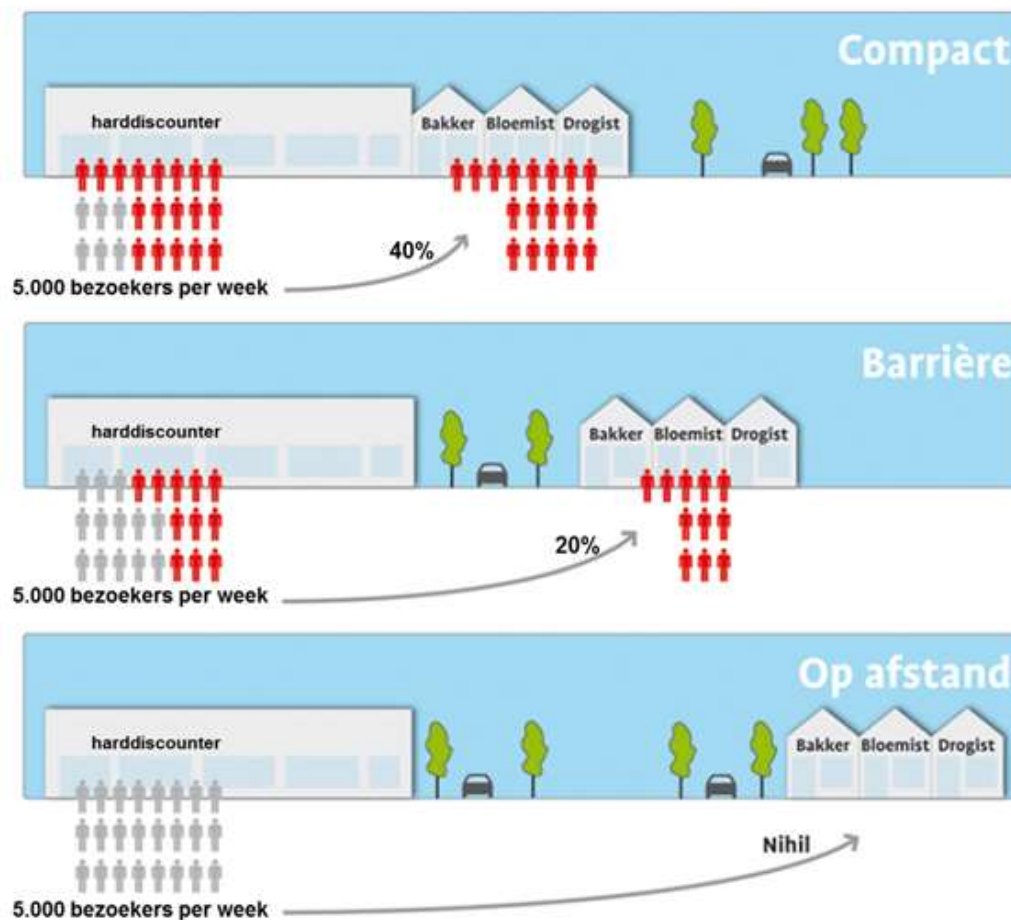 Compact
harddiscounter
Bakker Bloemist Drogist
40%
5.000 bezoekers per week
Barrière
harddiscounter
Bakker Bloemist Drogist
20%
5.000 bezoekers per week
Op afstand
harddiscounter
Bakker Bloemist Drogist
Nihil
5.000 bezoekers per week